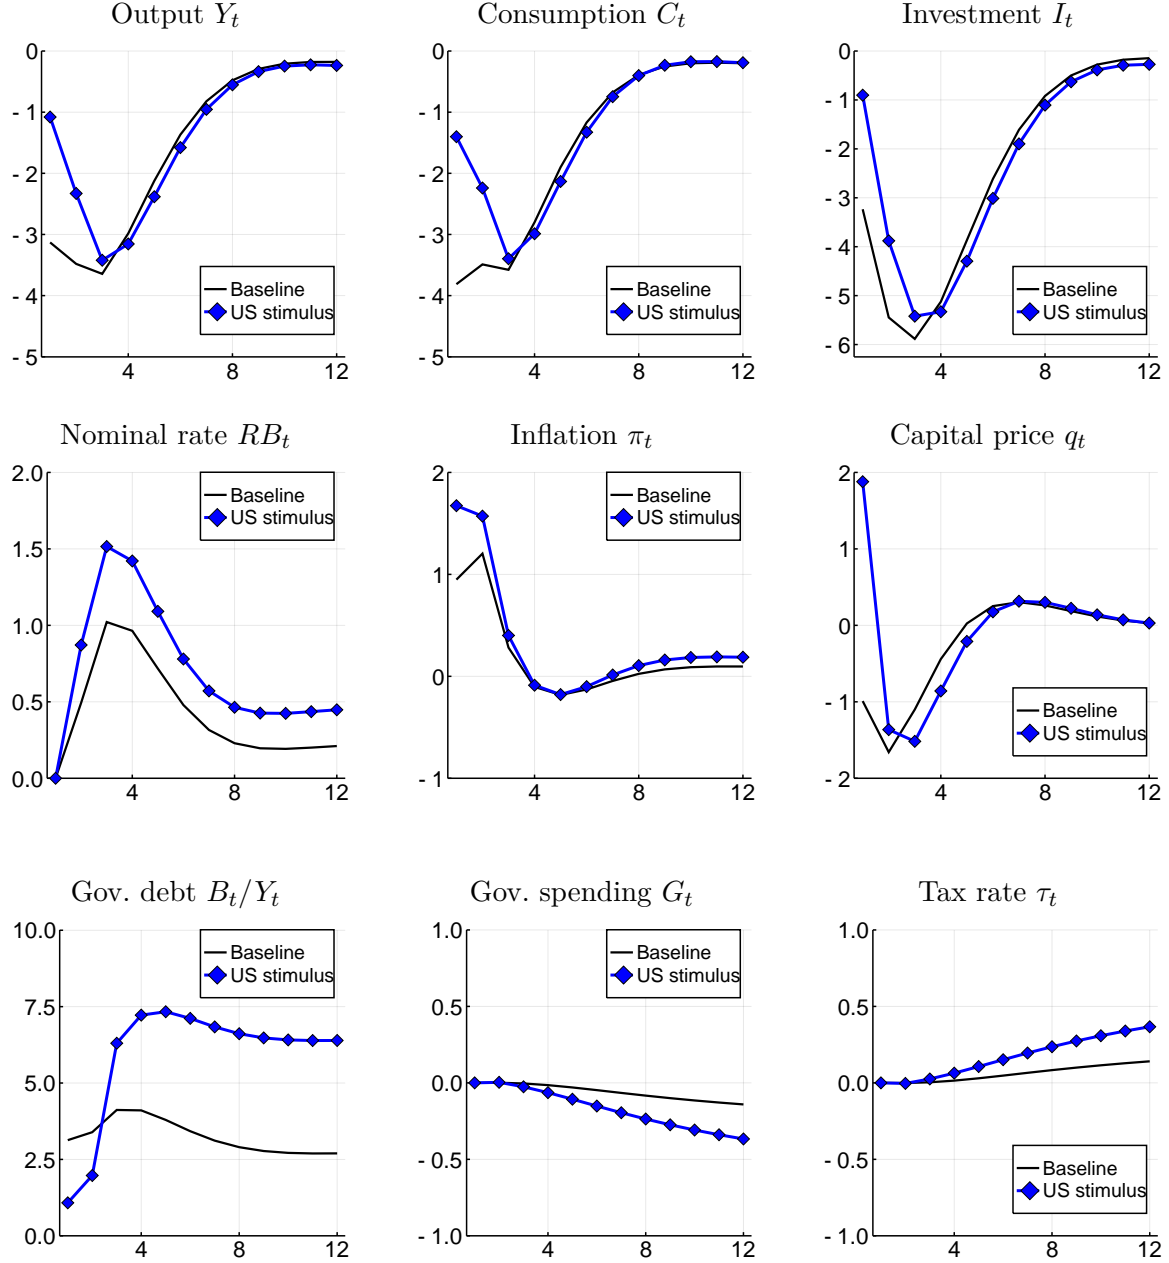 Output Y_t
Consumption C_t
Investment I_t
0
- 1
- 2
- 3
- 4
- 5
4
8
12
Baseline
US stimulus
0
- 1
- 2
- 3
- 4
- 5
4
8
12
Baseline
US stimulus
0
- 1
- 2
- 3
- 4
- 5
- 6
4
8
12
Baseline
US stimulus
Nominal rate RB_t
Inflation π_t
Capital price q_t
2.0
1.5
1.0
0.5
0.0
4
8
12
Baseline
US stimulus
2
1
0
- 1
4
8
12
Baseline
US stimulus
2
1
0
- 1
- 2
4
8
12
Baseline
US stimulus
Gov. debt B_t/Y_t
Gov. spending G_t
Tax rate τ_t
10.0
7.5
5.0
2.5
0.0
4
8
12
Baseline
US stimulus
1.0
0.5
0.0
- 0.5
- 1.0
4
8
12
Baseline
US stimulus
1.0
0.5
0.0
- 0.5
- 1.0
4
8
12
Baseline
US stimulus